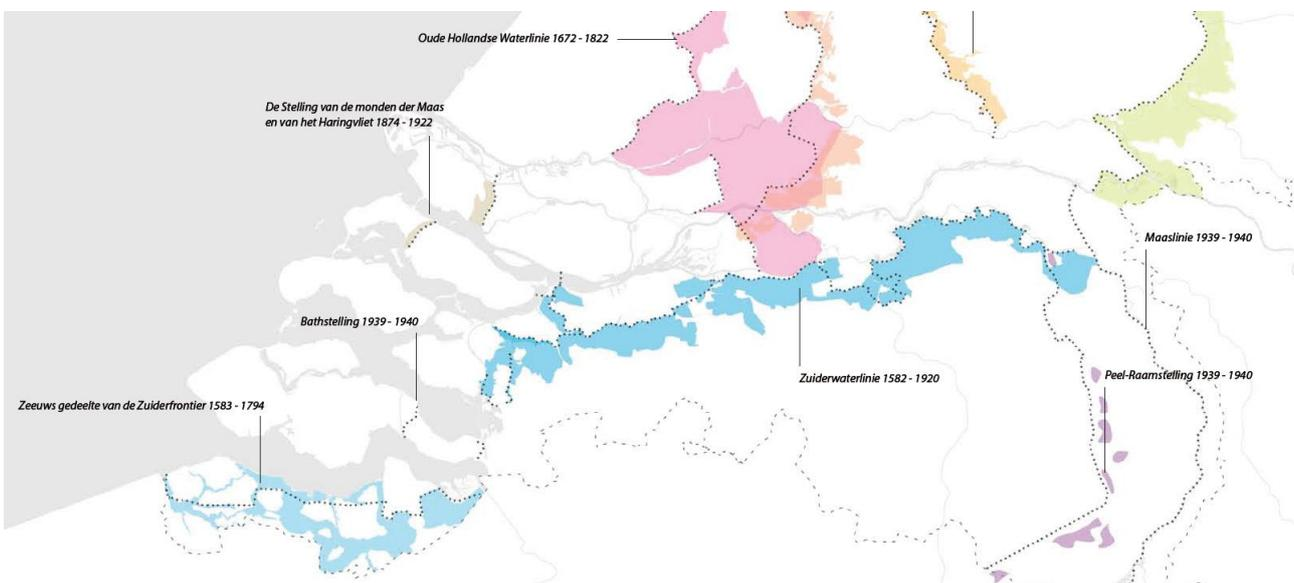 Oude Hollandse Waterlinie 1672 - 1822
De Stelling van de monden der Maas
en van het Haringvliet 1874 - 1922
Maaslinie 1939 - 1940
Bathstelling 1939 - 1940
Zuiderwaterlinie 1582 - 1920
Peel-Raamstelling 1939 - 1940
Zeeuws gedeelte van de Zuiderfrontier 1583 - 1794